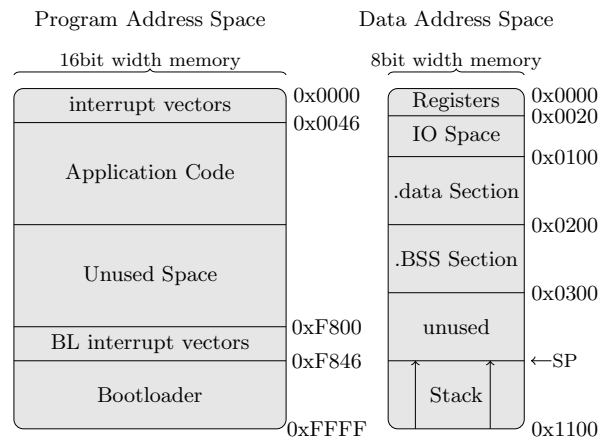 Program Address Space
16bit width memory
interrupt vectors
0x0000
0x0046
Application Code
Unused Space
0xF800
BL interrupt vectors
0xF846
Bootloader
0xFFFF
Data Address Space
8bit width memory
Registers
0x0000
0x0020
IO Space
0x0100
.data Section
0x0200
.BSS Section
0x0300
unused
←SP
Stack
0x1100